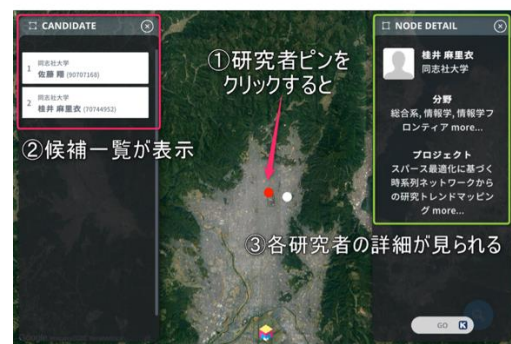 CANDIDATE
1 同志社大学
佐藤 翔 (90707168)
2 同志社大学
桂井 麻里衣 (70744952)
②候補一覧が表示
①研究者ピンを
クリックすると
NODE DETAIL
桂井 麻里衣
同志社大学
分野
総合系, 情報学, 情報学フ
ロンティア more...
プロジェクト
スパース最適化に基づく
時系列ネットワークから
の研究トレンドマッピン
グ more...
③各研究者の詳細が見られる
GO K